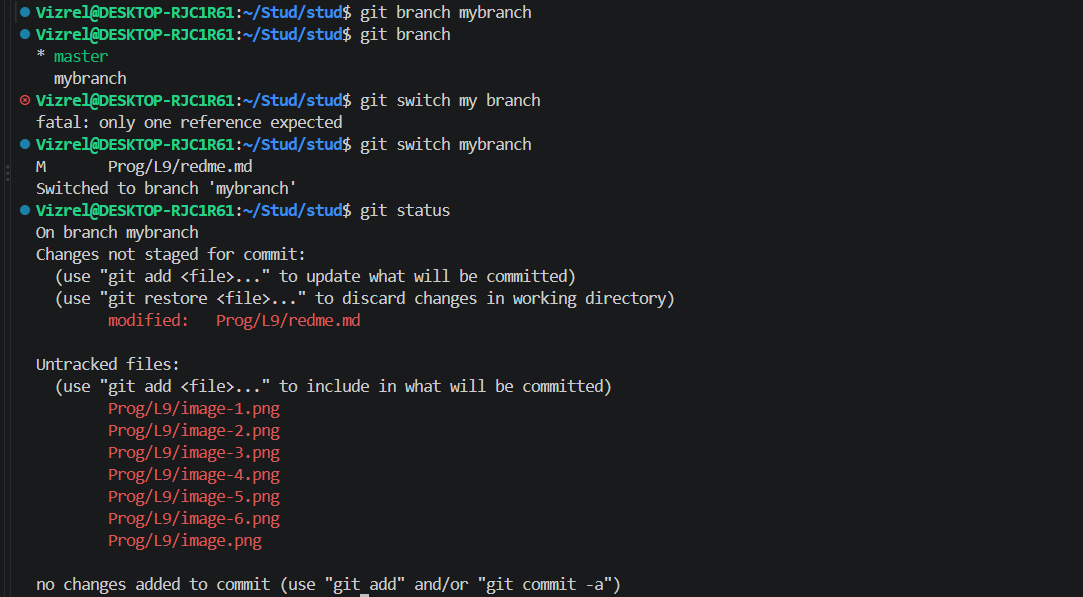 Vizrel@DESKTOP-RJC1R61:~/Stud/stud$ git branch mybranch
Vizrel@DESKTOP-RJC1R61:~/Stud/stud$ git branch
* master
  mybranch
Vizrel@DESKTOP-RJC1R61:~/Stud/stud$ git switch my branch
fatal: only one reference expected
Vizrel@DESKTOP-RJC1R61:~/Stud/stud$ git switch mybranch
M       Prog/L9/redme.md
Switched to branch 'mybranch'
Vizrel@DESKTOP-RJC1R61:~/Stud/stud$ git status
On branch mybranch
Changes not staged for commit:
  (use "git add <file>..." to update what will be committed)
  (use "git restore <file>..." to discard changes in working directory)
        modified:   Prog/L9/redme.md

Untracked files:
  (use "git add <file>..." to include in what will be committed)
        Prog/L9/image-1.png
        Prog/L9/image-2.png
        Prog/L9/image-3.png
        Prog/L9/image-4.png
        Prog/L9/image-5.png
        Prog/L9/image-6.png
        Prog/L9/image.png

no changes added to commit (use "git add" and/or "git commit -a")